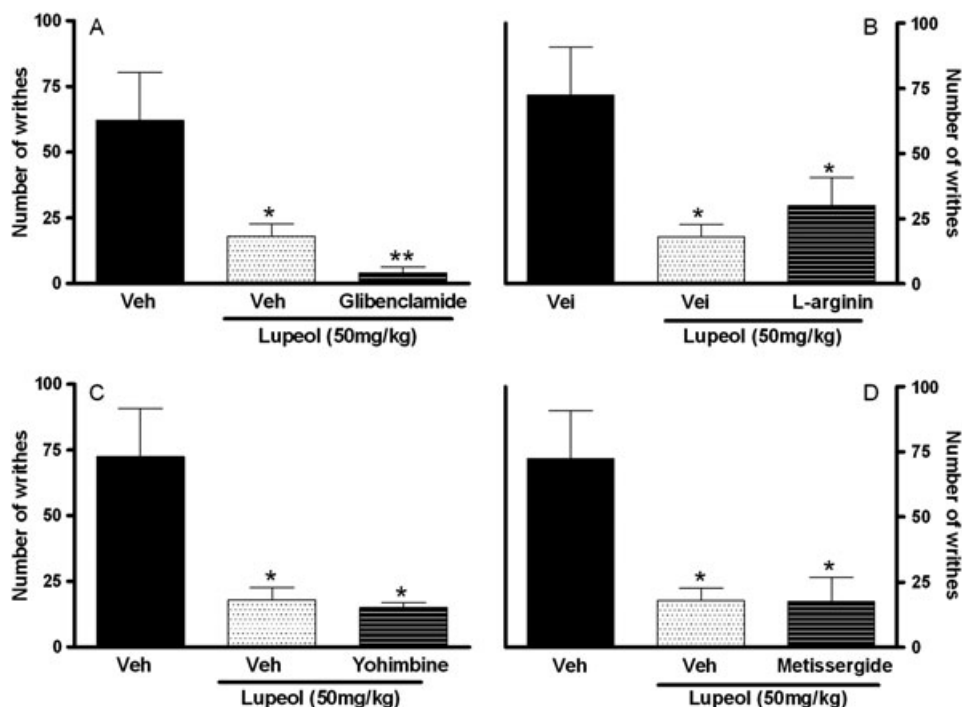 A
Number of writhes
100
75
50
25
0
*
**
Veh
Veh
Glibenclamide
Lupeol (50mg/kg)
B
Number of writhes
100
75
50
25
0
*
*
Vei
Vei
L-arginin
Lupeol (50mg/kg)
C
Number of writhes
100
75
50
25
0
*
*
Veh
Veh
Yohimbine
Lupeol (50mg/kg)
D
Number of writhes
100
75
50
25
0
*
*
Veh
Veh
Metissergide
Lupeol (50mg/kg)